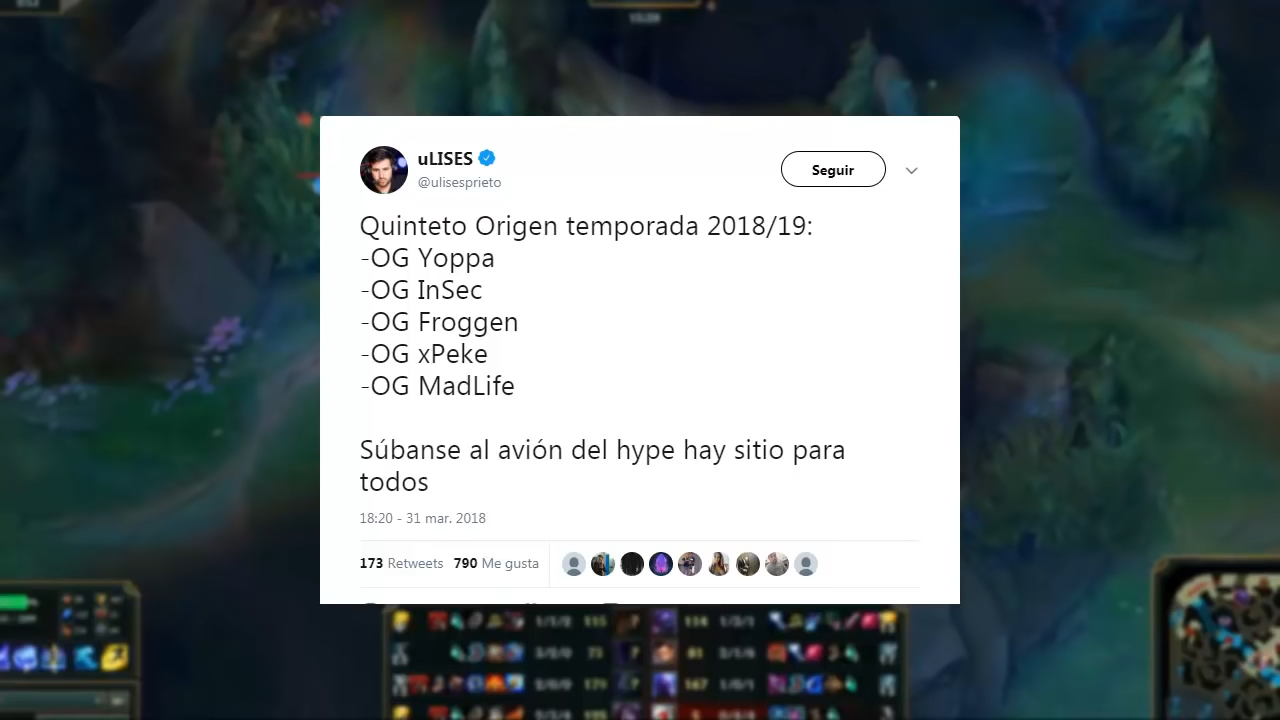 uLISES
@ulisesprieto
Seguir
Quinteto Origen temporada 2018/19:
-OG Yoppa
-OG InSec
-OG Froggen
-OG xPeke
-OG MadLife
Súbanse al avión del hype hay sitio para
todos
18:20 - 31 mar. 2018
173 Retweets 790 Me gusta